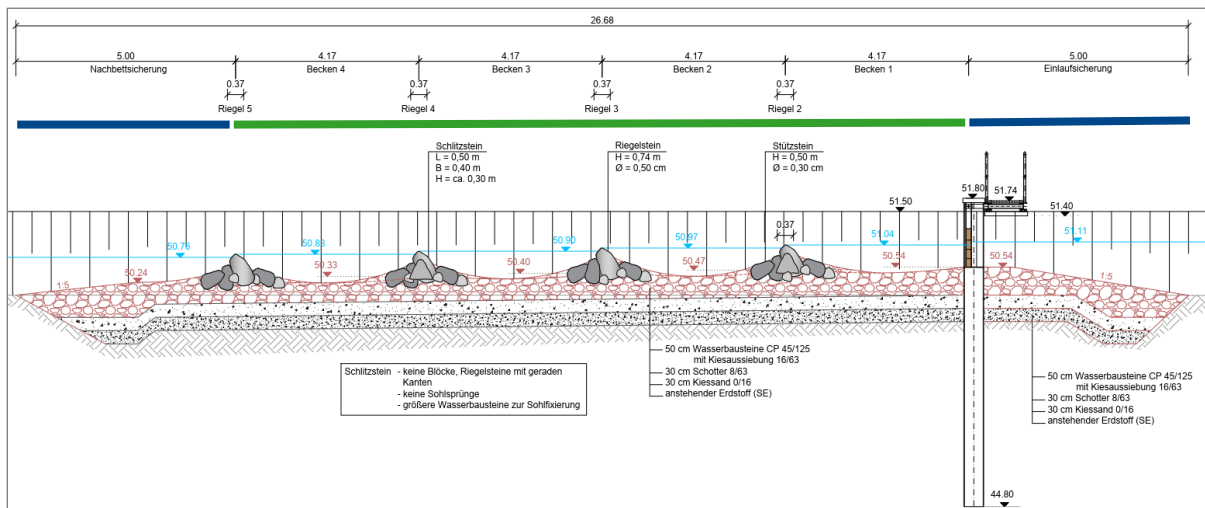 26.68
5.00 4.17 4.17 4.17 4.17 5.00
Nachbettsicherung Becken 4 Becken 3 Becken 2 Becken 1 Einlaufsicherung
0.37 0.37 0.37 0.37
Riegel 5 Riegel 4 Riegel 3 Riegel 2
Schlitzstein
L = 0,50 m
B = 0,40 m
H = ca. 0,30 m
Riegelstein
H = 0,74 m
Ø = 0,50 cm
Stützstein
H = 0,50 m
Ø = 0,30 cm
51.80 51.74
51.50 51.40
0.37
50.76 50.83 50.90 50.97 51.04 51.11
50.24 50.33 50.40 50.47 50.54 50.54
1:5 1:5
50 cm Wasserbausteine CP 45/125
mit Kiesaussiebung 16/63
30 cm Schotter 8/63
30 cm Kiessand 0/16
anstehender Erdstoff (SE)
Schlitzstein - keine Blöcke, Riegelsteine mit geraden
Kanten
- keine Sohlsprünge
- größere Wasserbausteine zur Sohlfixierung
50 cm Wasserbausteine CP 45/125
mit Kiesaussiebung 16/63
30 cm Schotter 8/63
30 cm Kiessand 0/16
anstehender Erdstoff (SE)
44.80